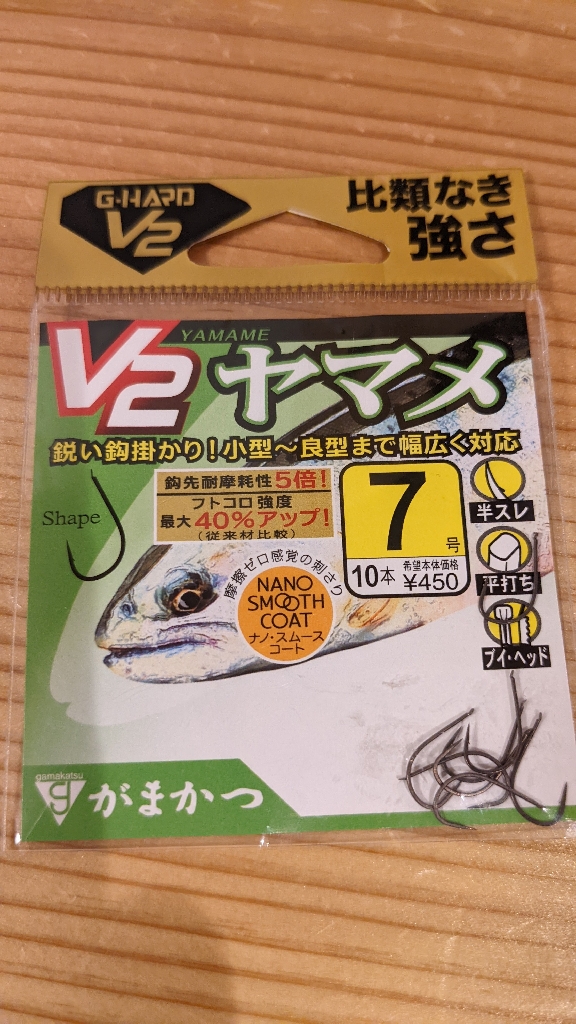 G-HARD
V2
比類なき
強さ
V2
YAMAME
ヤマメ
鋭い鈎掛かり!小型〜良型まで幅広く対応
Shape
鈎先耐摩耗性5倍!
フトコロ強度
最大40%アップ!
(従来材比較)
7号
10本
希望本体価格
¥450
半スレ
平打ち
ブイ・ヘッド
摩擦ゼロ感覚の刺さり
NANO
SMOOTH
COAT
ナノ・スムース
コート
gamakatsu
がまかつ